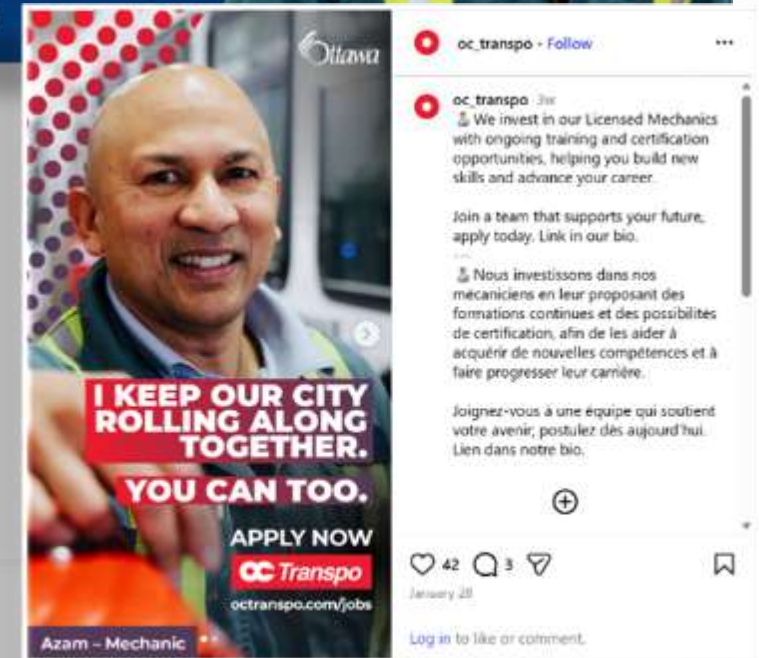 Ottawa
I KEEP OUR CITY
ROLLING ALONG
TOGETHER.
YOU CAN TOO.
APPLY NOW
OC Transpo
octranspo.com/jobs
Azam – Mechanic
oc_transpo • Follow
oc_transpo 3w
We invest in our Licensed Mechanics
with ongoing training and certification
opportunities, helping you build new
skills and advance your career.
Join a team that supports your future,
apply today. Link in our bio.
Nous investissons dans nos
mécaniciens en leur proposant des
formations continues et des possibilités
de certification, afin de les aider à
acquérir de nouvelles compétences et à
faire progresser leur carrière.
Joignez-vous à une équipe qui soutient
votre avenir, postulez dès aujourd'hui.
Lien dans notre bio.
42 3
January 28
Log in to like or comment.